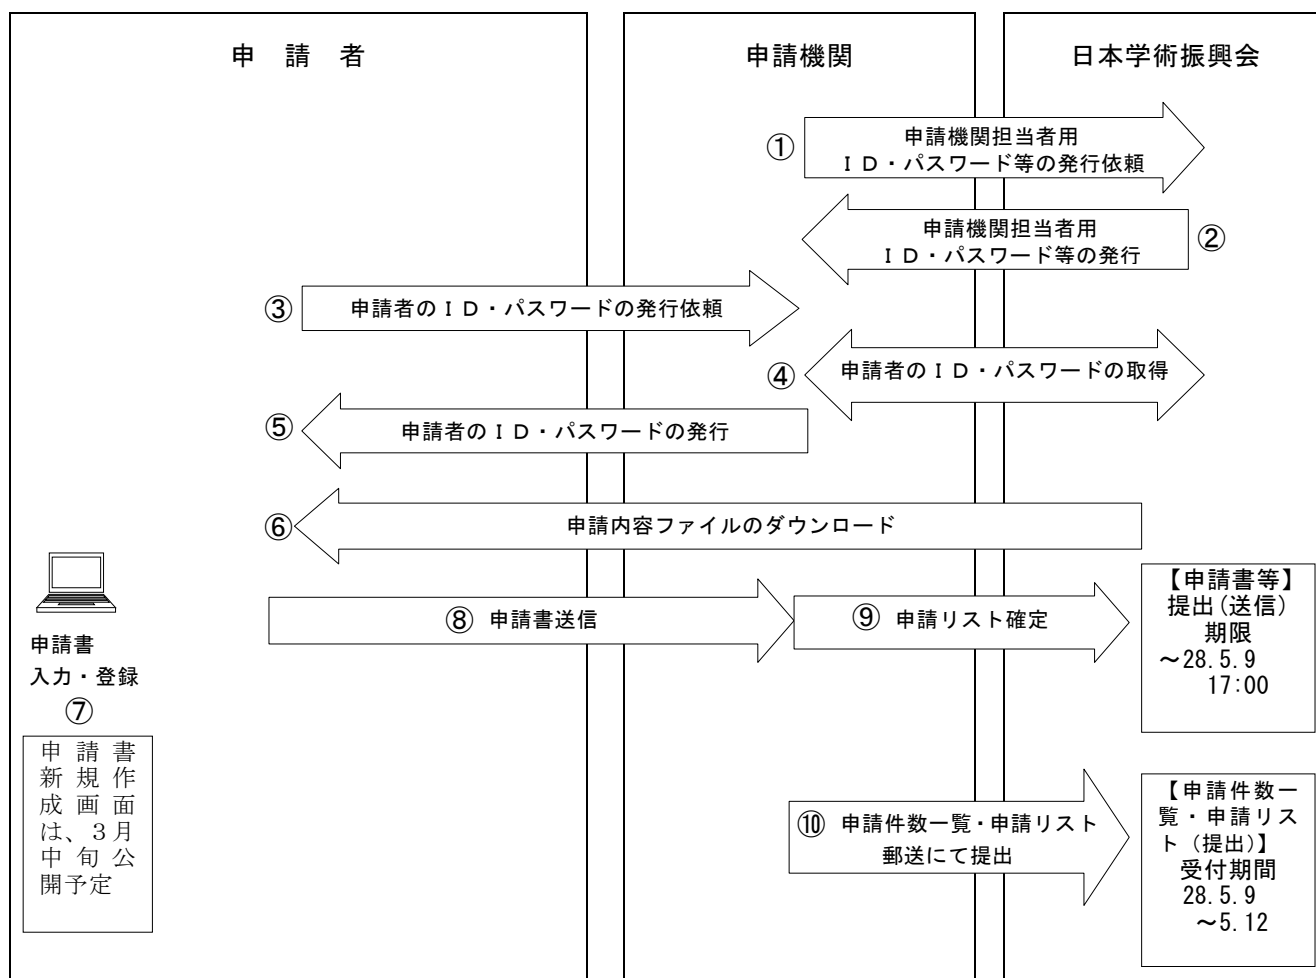 申 請 者
申請機関
日本学術振興会
①
申請機関担当者用
ＩＤ・パスワード等の発行依頼
申請機関担当者用
ＩＤ・パスワード等の発行
②
③
申請者のＩＤ・パスワードの発行依頼
④
申請者のＩＤ・パスワードの取得
⑤
申請者のＩＤ・パスワードの発行
⑥
申請内容ファイルのダウンロード
⑧ 申請書送信
⑨ 申請リスト確定
【申請書等】
提出(送信)
期限
～28.5.9
17:00
申請書
入力・登録
⑦
申請書
新規作
成画面
は、３月
中旬公
開予定
⑩ 申請件数一覧・申請リスト
郵送にて提出
【申請件数一
覧・申請リス
ト（提出)】
受付期間
28.5.9
～5.12